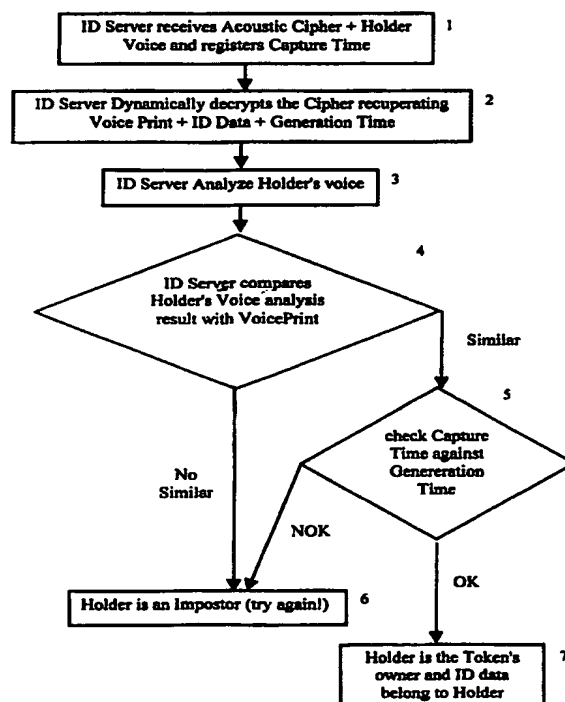 ID Server receives Acoustic Cipher + Holder
Voice and registers Capture Time
1
ID Server Dynamically decrypts the Cipher recuperating
Voice Print + ID Data + Generation Time
2
ID Server Analyze Holder's voice
3
4
ID Server compares
Holder's Voice analysis
result with VoicePrint
Similar
5
check Capture
Time against
Genereration
Time
No
Similar
NOK
OK
Holder is an Impostor (try again!)
6
Holder is the Token's
owner and ID data
belong to Holder
7